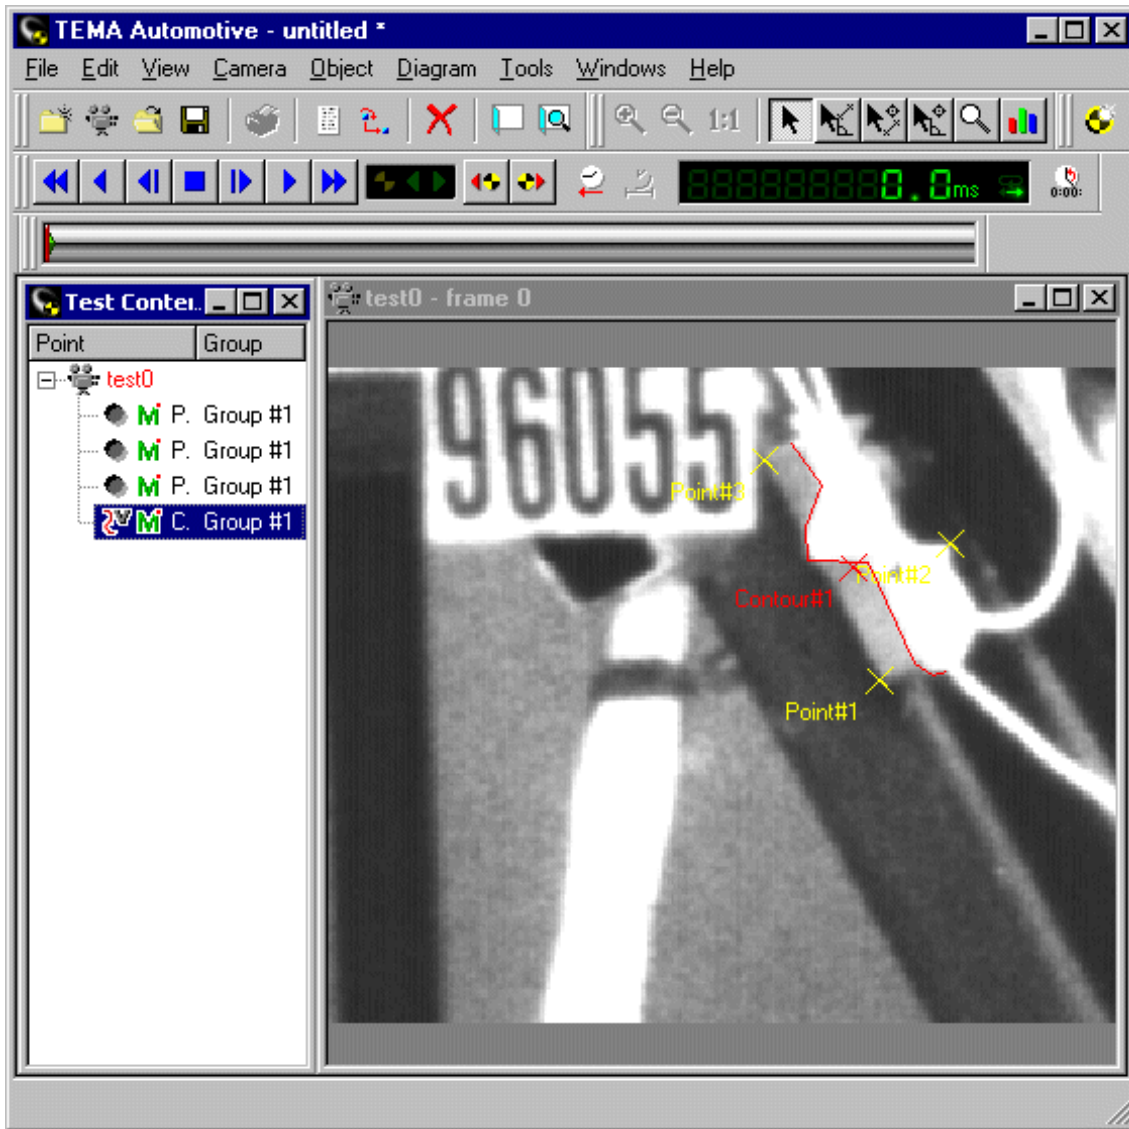 TEMA Automotive - untitled *
File Edit View Camera Object Diagram Tools Windows Help
1:1
0.0ms
0:00:
Test Conter..
test0 - frame 0
Point Group
test0
P. Group #1
P. Group #1
P. Group #1
C. Group #1
96055
Point#3
Point#2
Contour#1
Point#1